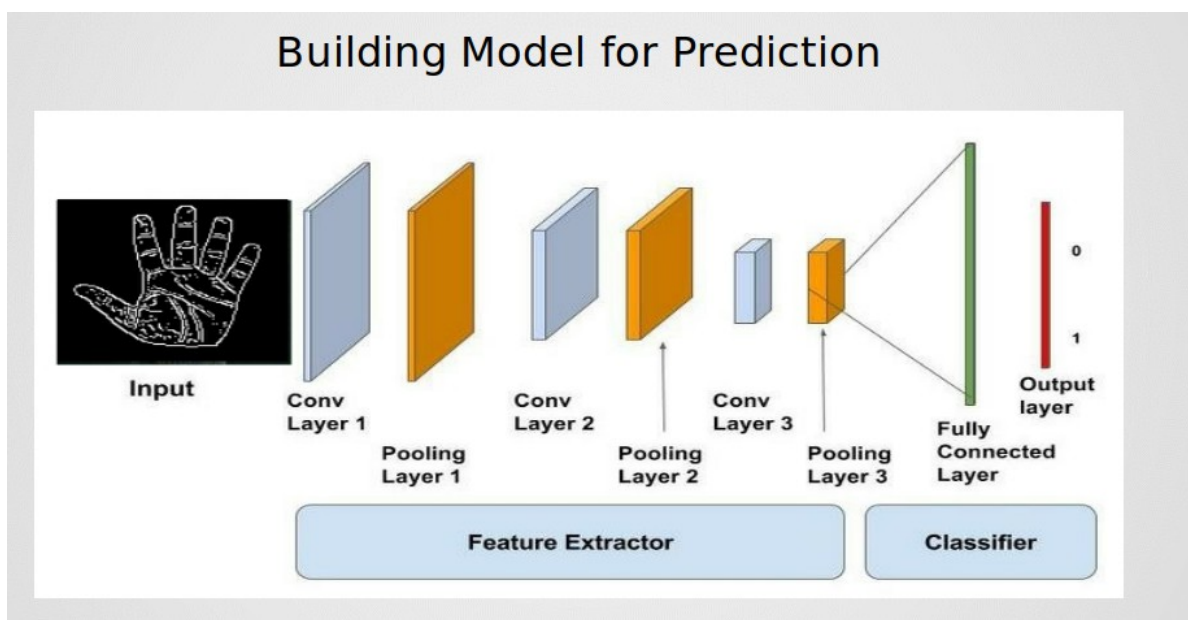 Building Model for Prediction
Input
Conv
Layer 1
Pooling
Layer 1
Conv
Layer 2
Pooling
Layer 2
Conv
Layer 3
Pooling
Layer 3
Fully
Connected
Layer
0
1
Output
layer
Feature Extractor
Classifier